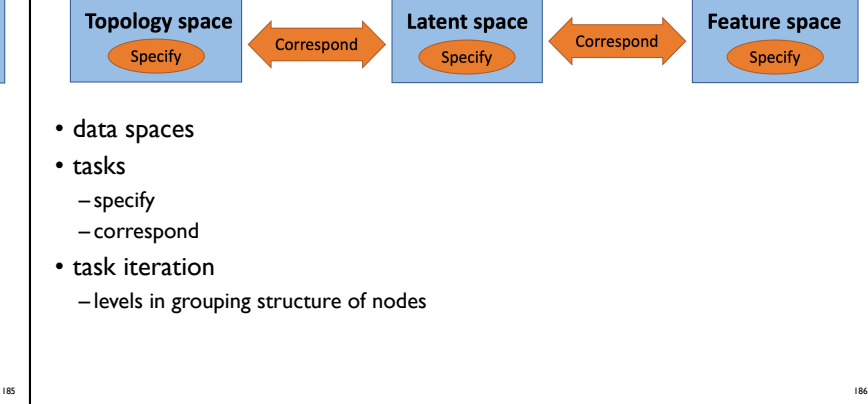 Topology space
Specify
Correspond
Latent space
Specify
Correspond
Feature space
Specify
• data spaces
• tasks
– specify
– correspond
• task iteration
– levels in grouping structure of nodes
185
186